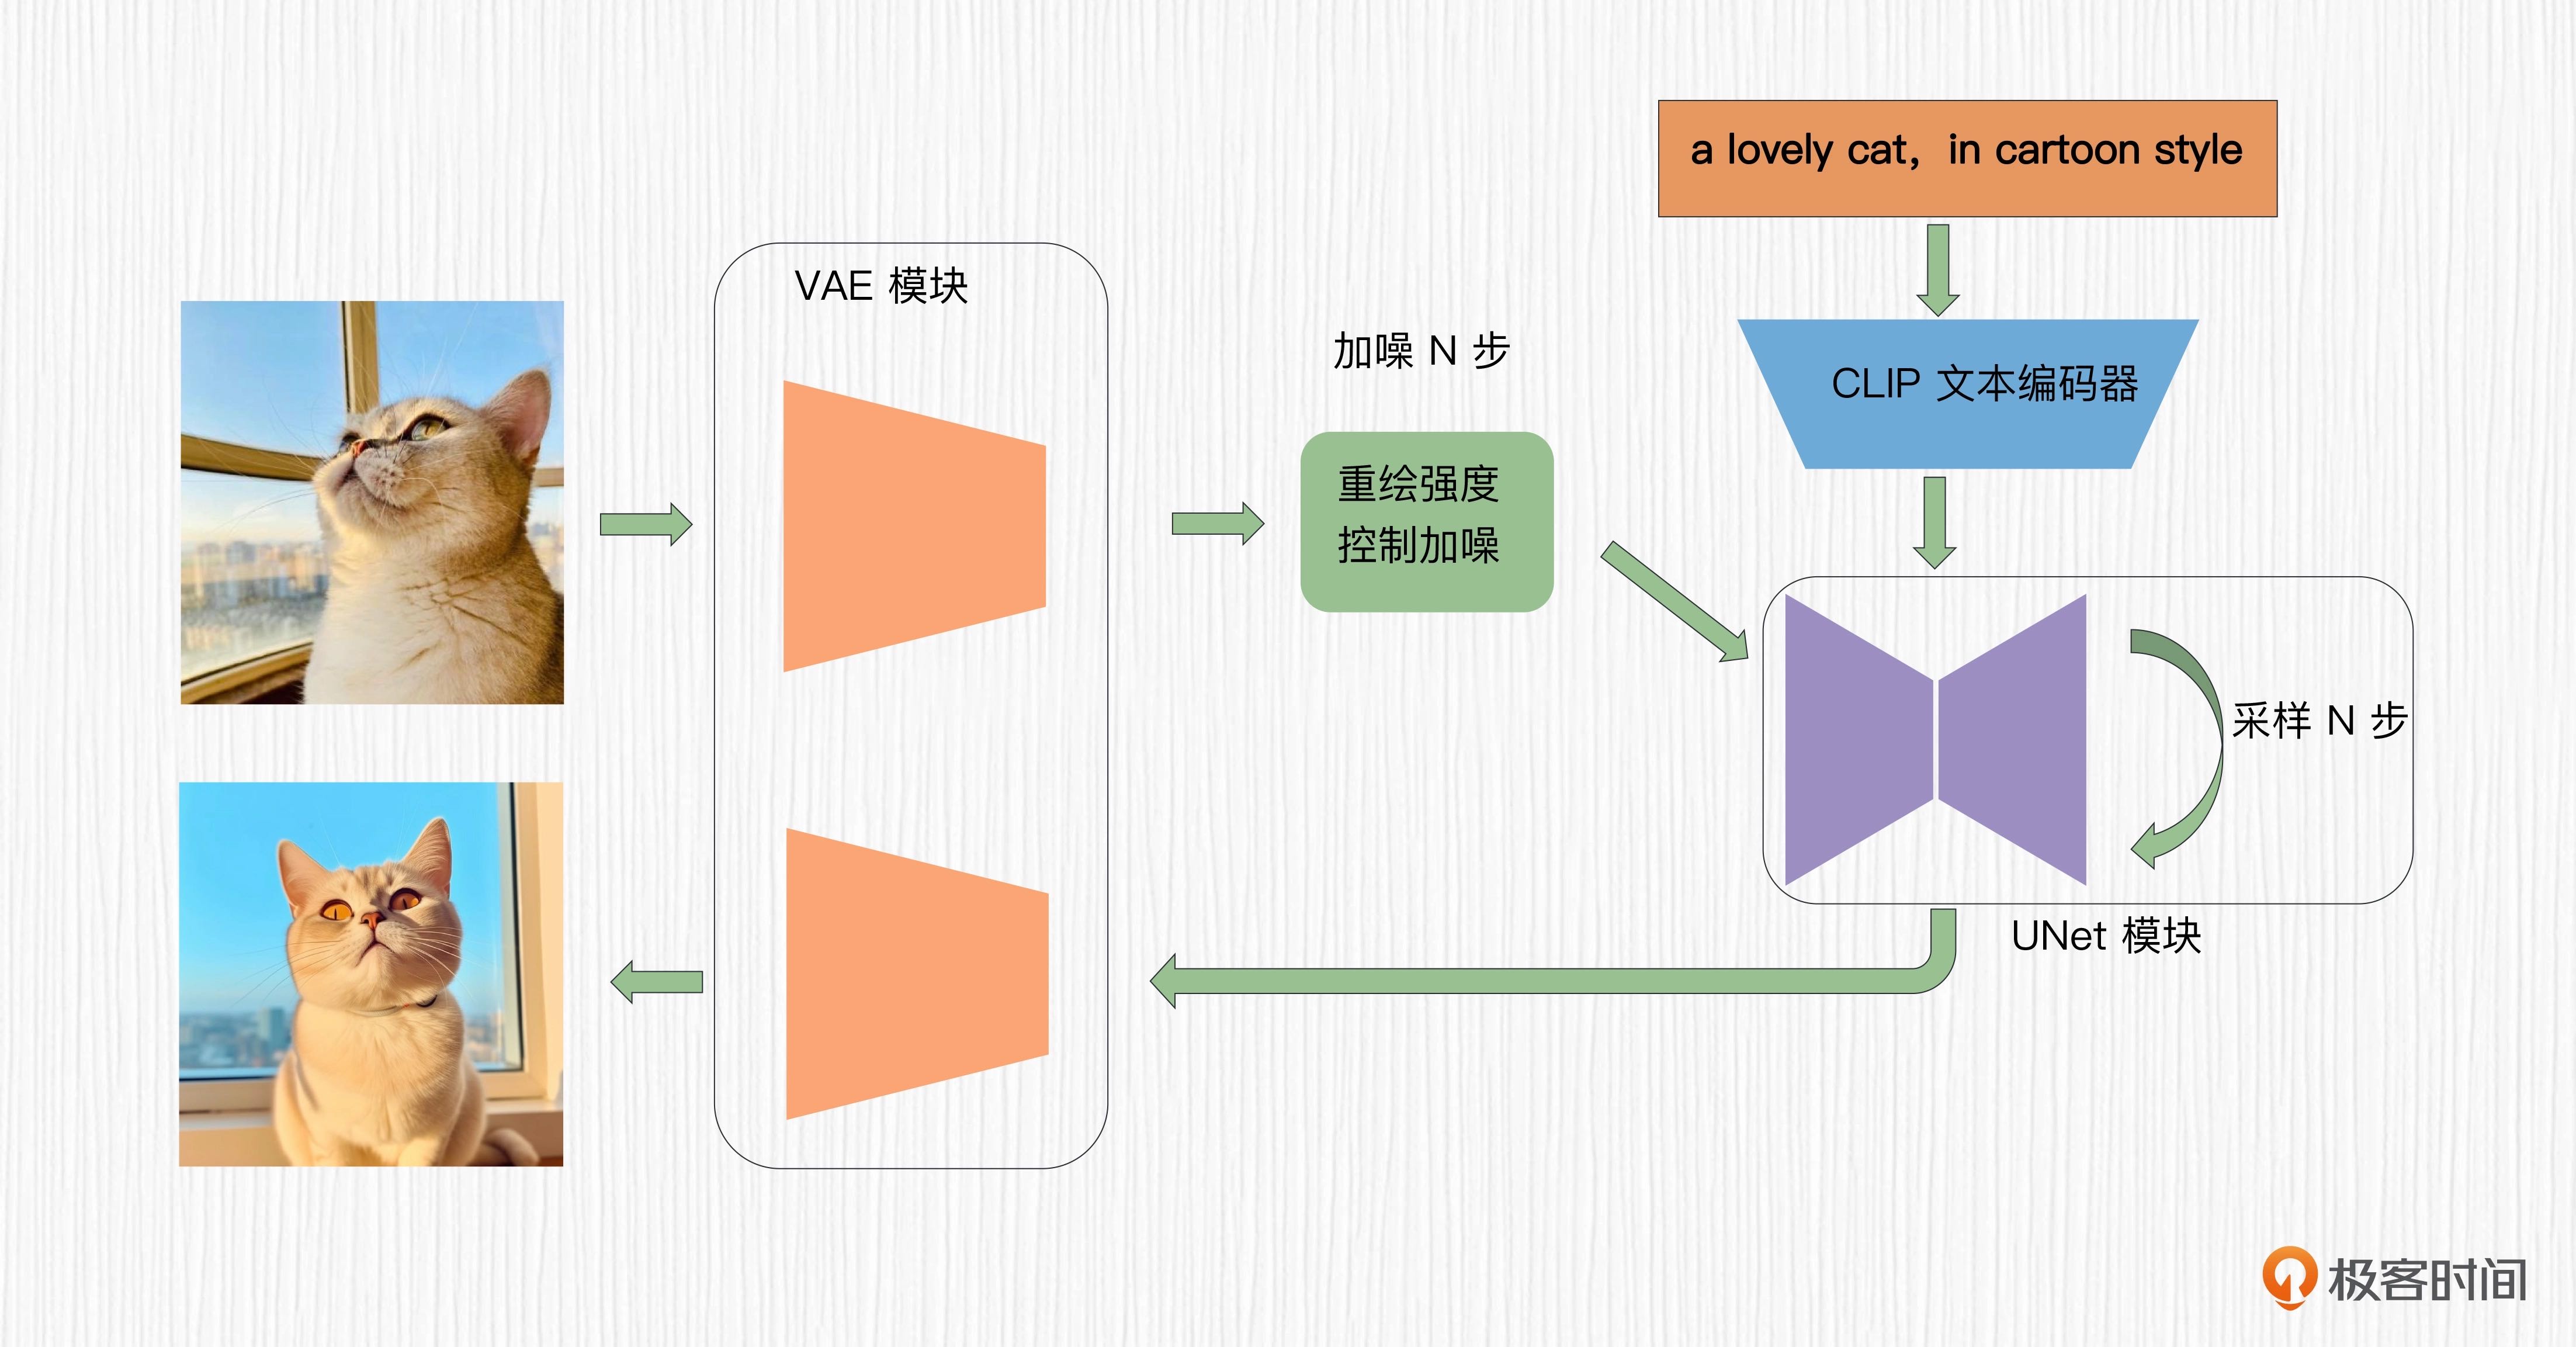 a lovely cat，in cartoon style
VAE 模块
加噪 N 步
CLIP 文本编码器
重绘强度
控制加噪
采样 N 步
UNet 模块
极客时间